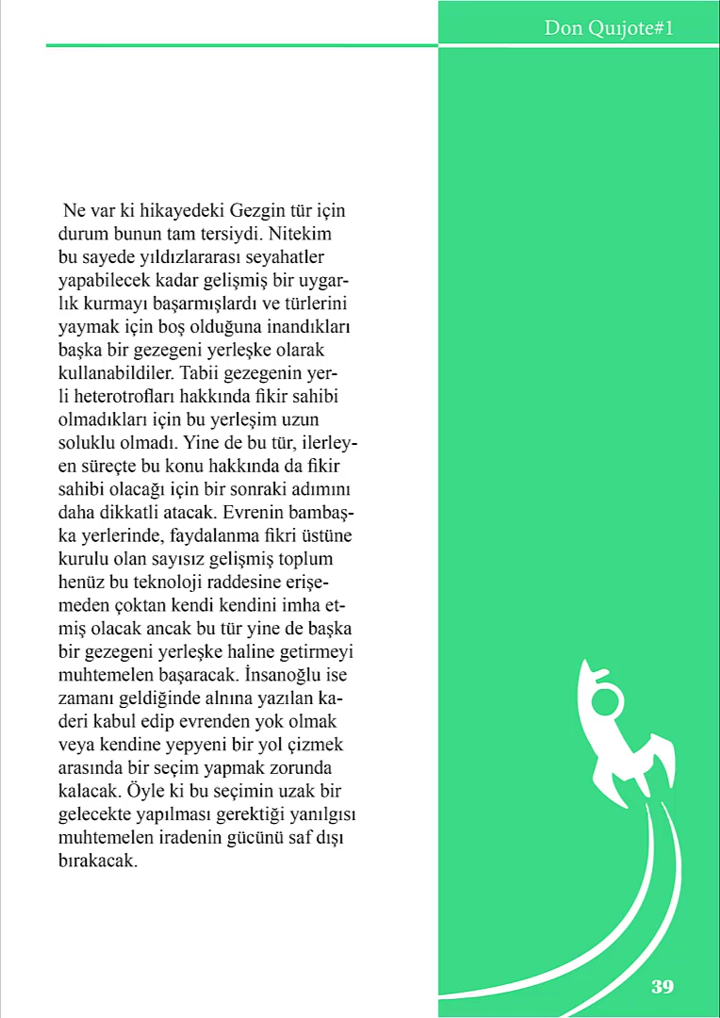 Don Quijote#1
Ne var ki hikayedeki Gezgin tür için
durum bunun tam tersiydi. Nitekim
bu sayede yıldızlararası seyahatler
yapabilecek kadar gelişmiş bir uygar-
lık kurmayı başarmışlardı ve türlerini
yaymak için boş olduğuna inandıkları
başka bir gezegeni yerleşke olarak
kullanabildiler. Tabii gezegenin yer-
li heterotrofları hakkında fikir sahibi
olmadıkları için bu yerleşim uzun
soluklu olmadı. Yine de bu tür, ilerley-
en süreçte bu konu hakkında da fikir
sahibi olacağı için bir sonraki adımını
daha dikkatli atacak. Evrenin bambaş-
ka yerlerinde, faydalanma fikri üstüne
kurulu olan sayısız gelişmiş toplum
henüz bu teknoloji raddesine erişe-
meden çoktan kendi kendini imha et-
miş olacak ancak bu tür yine de başka
bir gezegeni yerleşke haline getirmeyi
muhtemelen başaracak. İnsanoğlu ise
zamanı geldiğinde alnına yazılan ka-
deri kabul edip evrenden yok olmak
veya kendine yepyeni bir yol çizmek
arasında bir seçim yapmak zorunda
kalacak. Öyle ki bu seçimin uzak bir
gelecekte yapılması gerektiği yanılgısı
muhtemelen iradenin gücünü saf dışı
bırakacak.
39